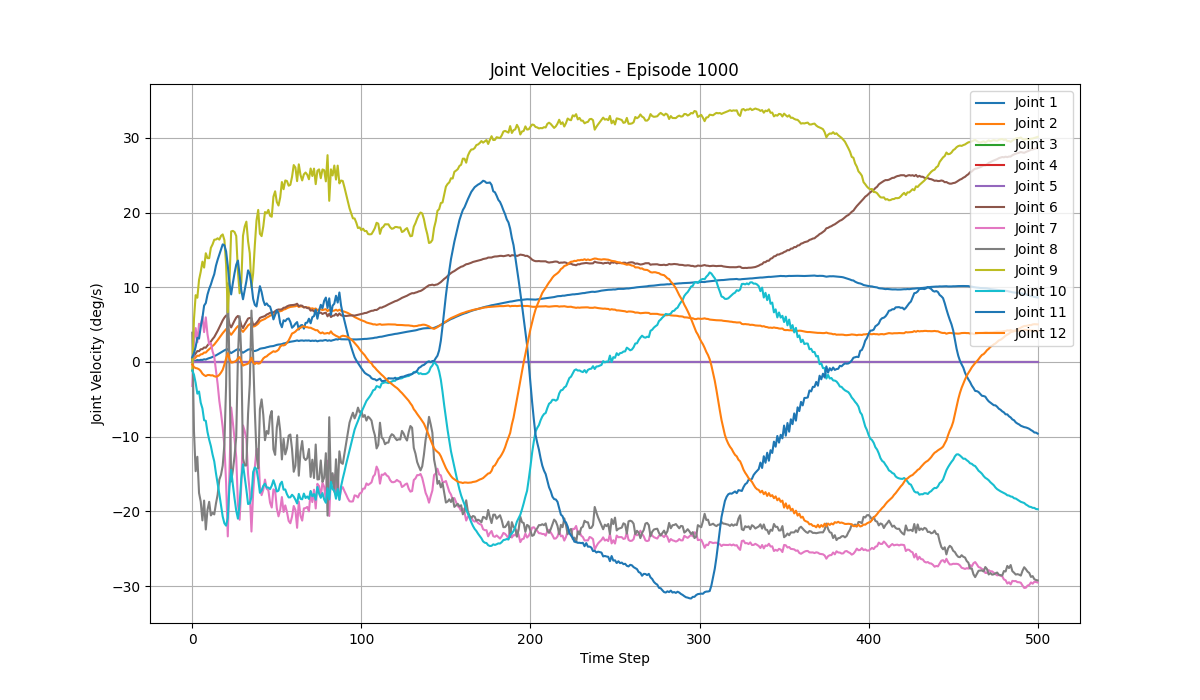 Joint Velocities - Episode 1000
Joint Velocity (deg/s)
30
20
10
0
−10
−20
−30
0
100
200
300
400
500
Time Step
Joint 1
Joint 2
Joint 3
Joint 4
Joint 5
Joint 6
Joint 7
Joint 8
Joint 9
Joint 10
Joint 11
Joint 12